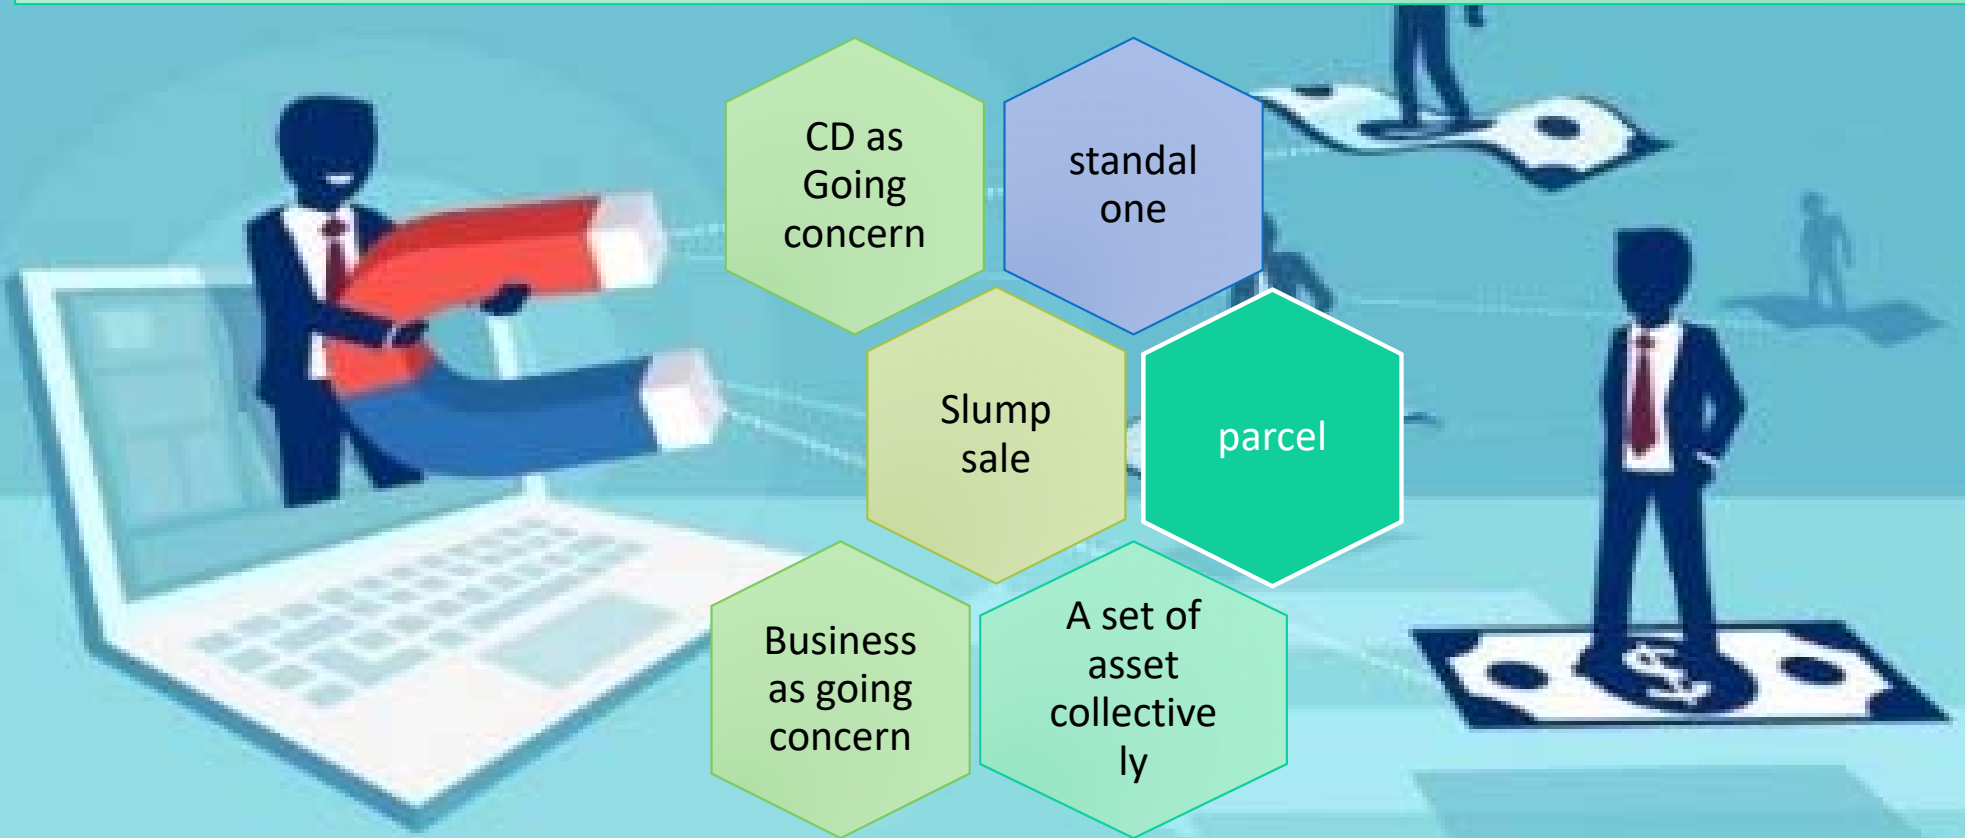 CD as
Going
concern
standal
one
Slump
sale
parcel
Business
as going
concern
A set of
asset
collective
ly